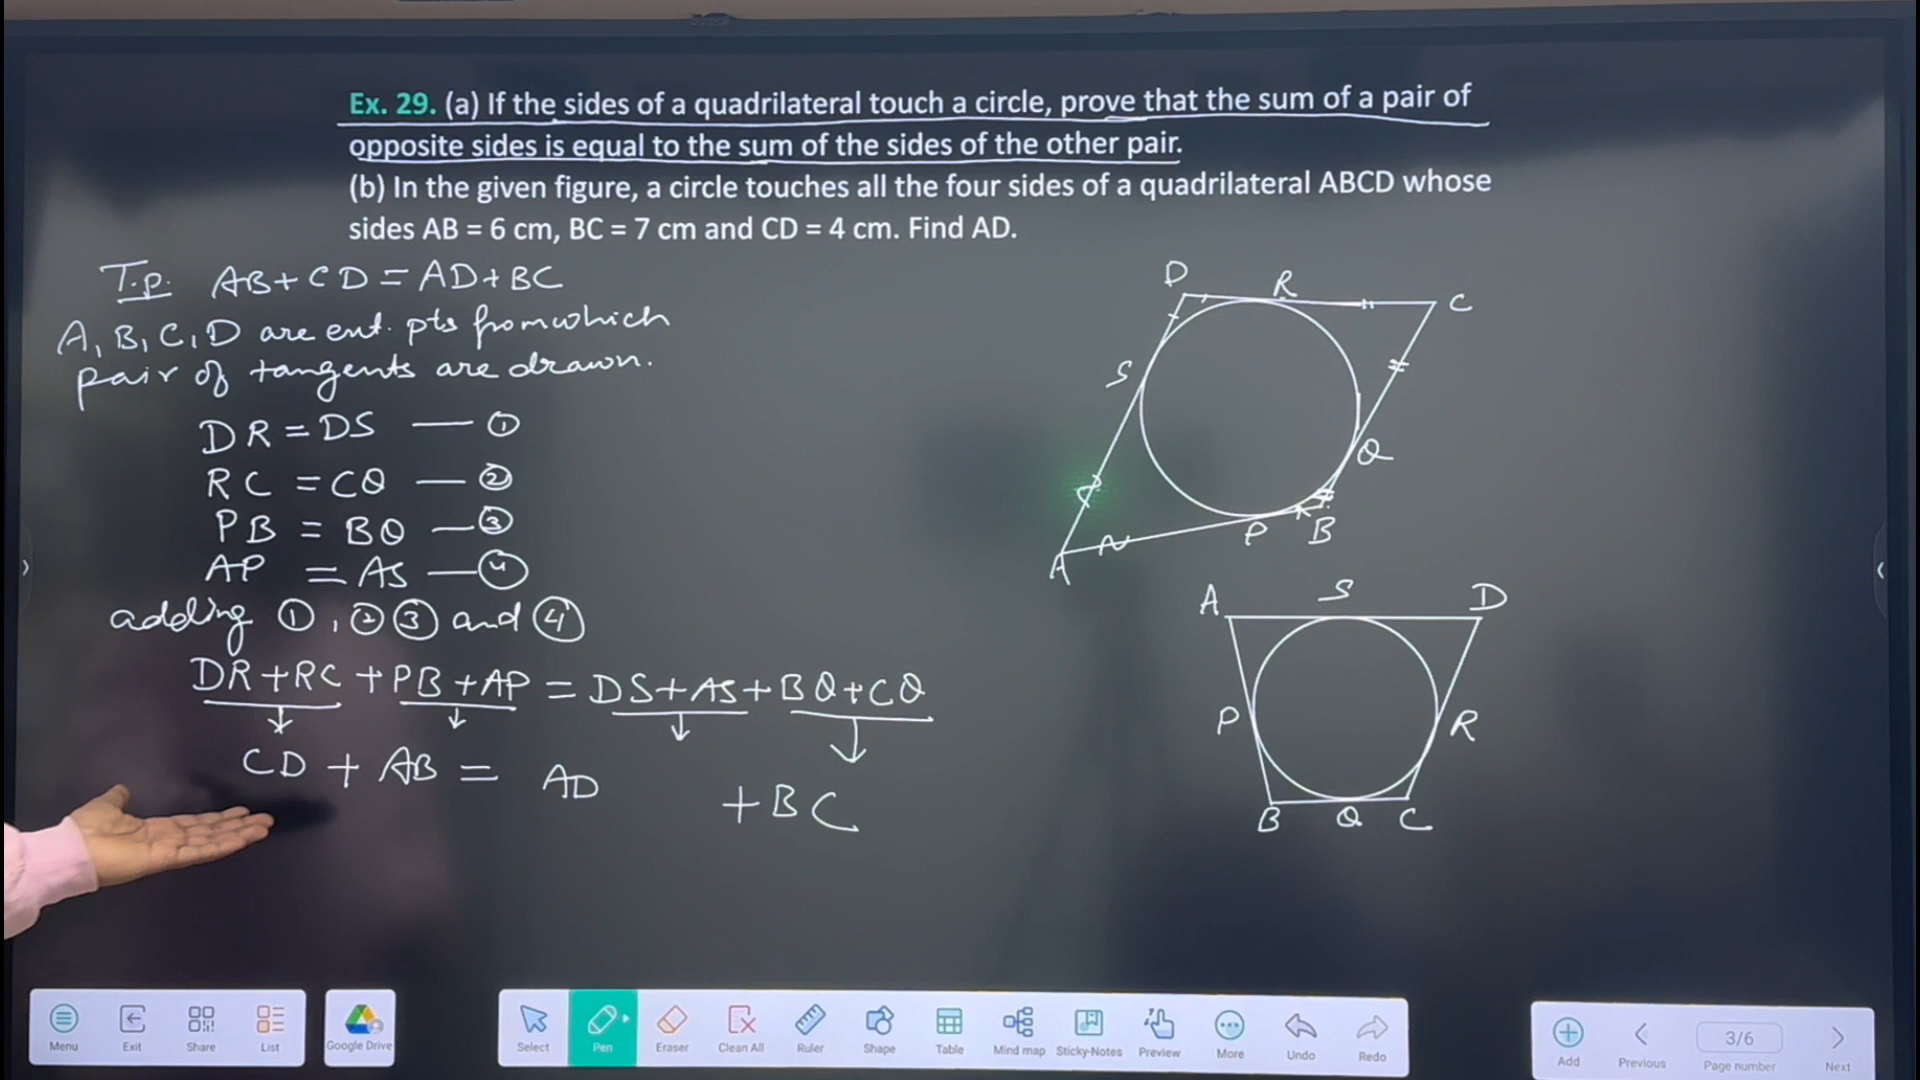 Ex. 29. (a) If the sides of a quadrilateral touch a circle, prove that the sum of a pair of
opposite sides is equal to the sum of the sides of the other pair.
(b) In the given figure, a circle touches all the four sides of a quadrilateral ABCD whose
sides AB = 6 cm, BC = 7 cm and CD = 4 cm. Find AD.
T.p. AB+CD=AD+BC
A, B, C, D are ext. pts from which
pair of tangents are drawn.
DR=DS — ①
RC = CQ — ②
PB = BQ — ③
AP = AS — ④
adding ①, ② ③ and ④
DR+RC+PB+AP=DS+AS+BQ+CQ
CD + AB = AD + BC
D R C
S
Q
P B
A
A S D
P R
B Q C
Menu Exit Share List Google Drive Select Pen Eraser Clean All Ruler Shape Table Mind map Sticky-Notes Preview More Undo Redo Add Previous 3/6 Page number Next